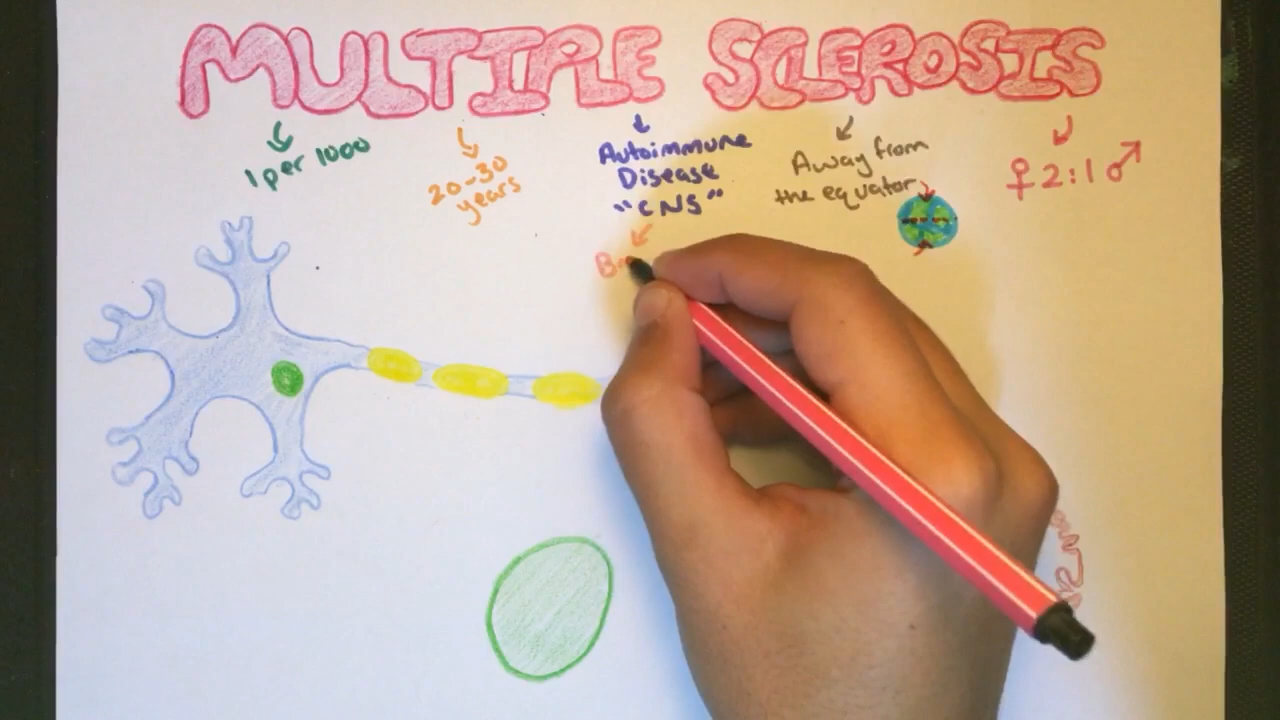 MULTIPLE SCLEROSIS
1 per 1000
20-30
years
Autoimmune
Disease
"CNS"
Away from
the equator
♀ 2:1 ♂